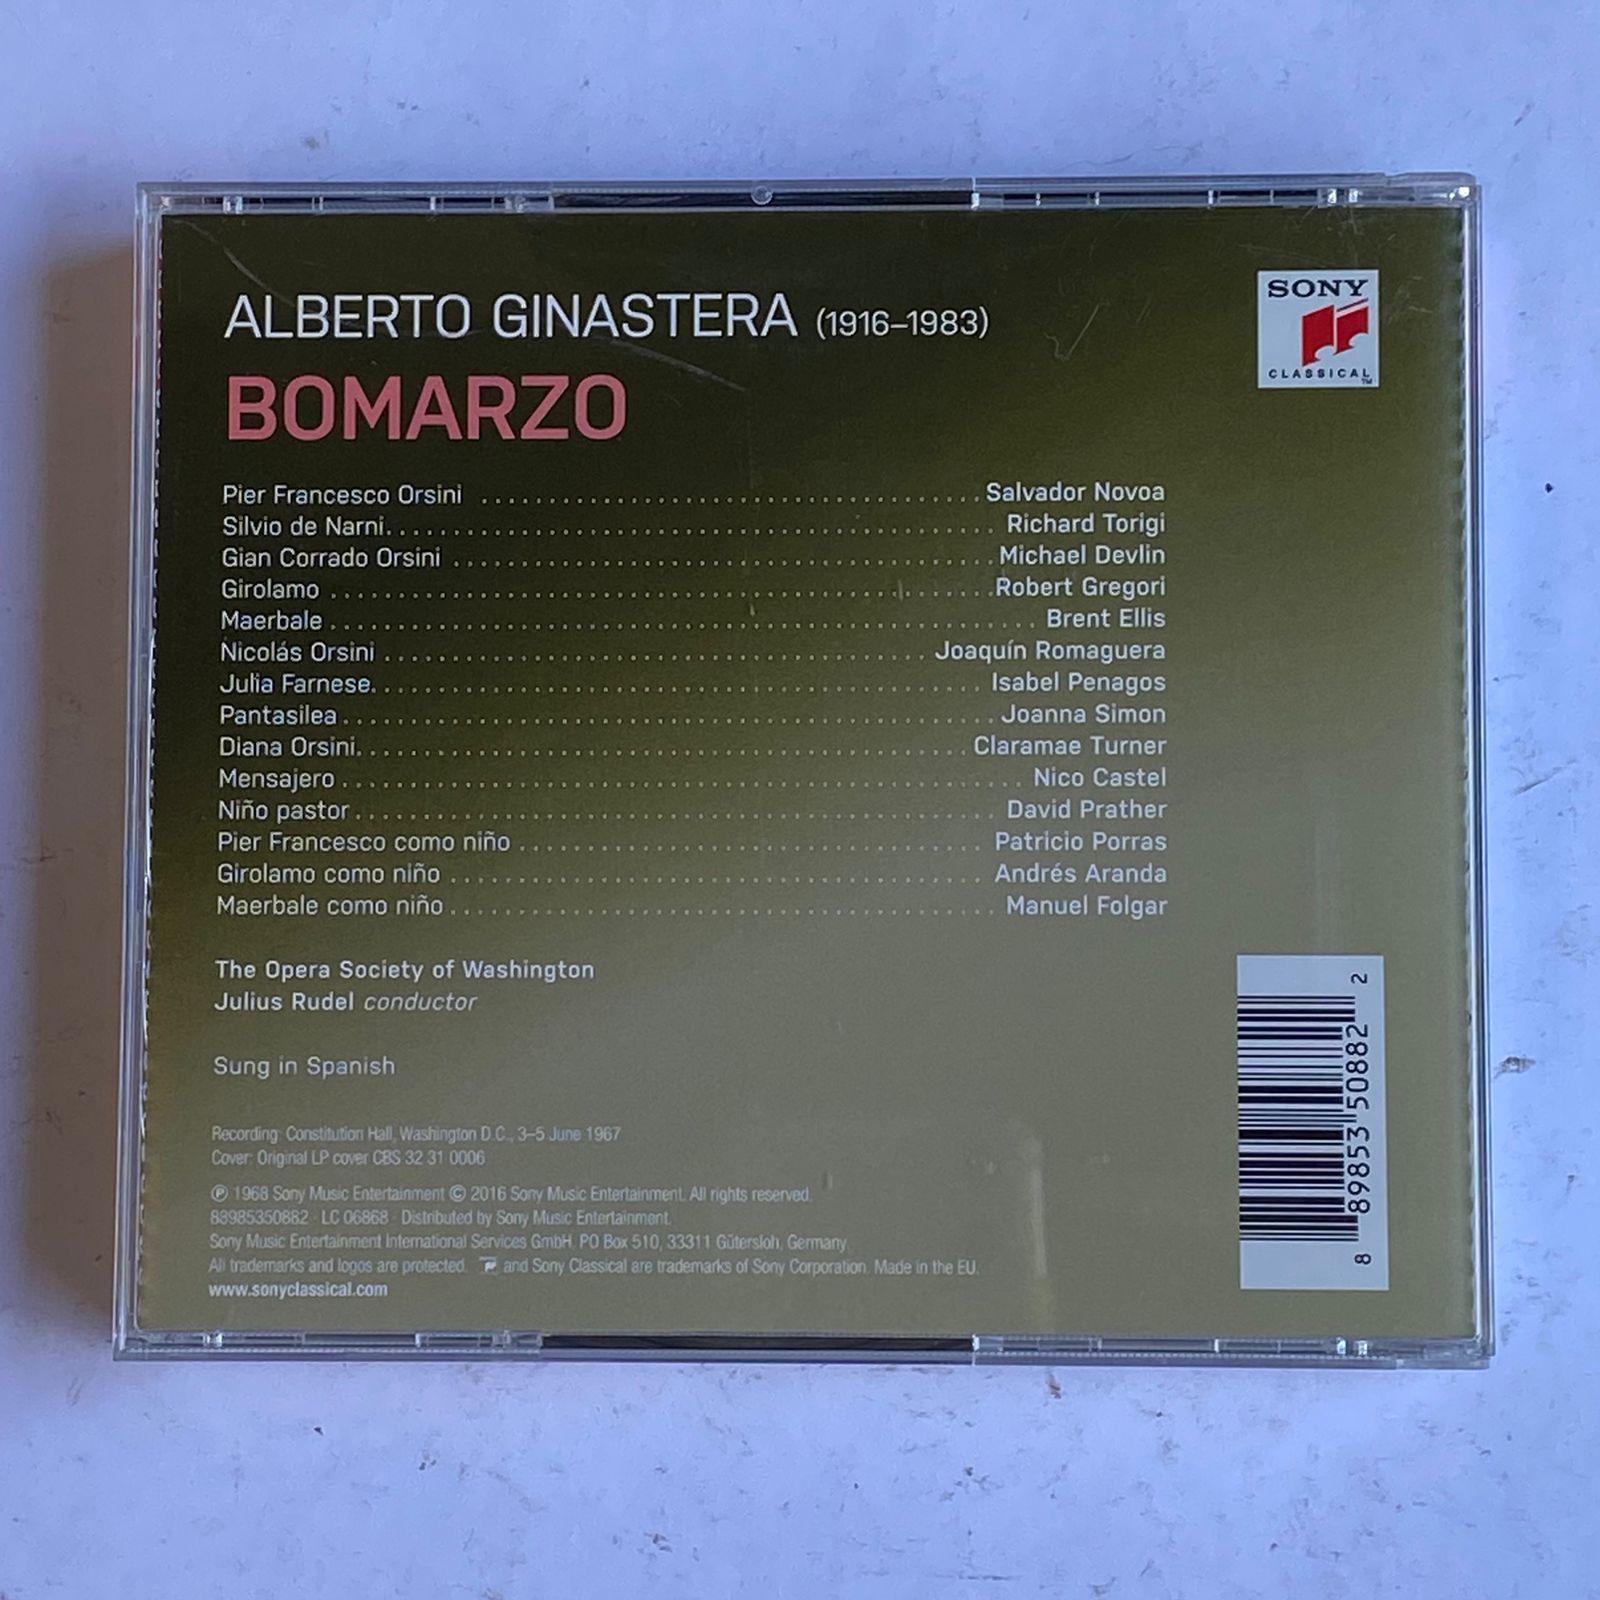 ALBERTO GINASTERA (1916–1983)
SONY
CLASSICAL™
BOMARZO
Pier Francesco Orsini ........ Salvador Novoa
Silvio de Narni ........ Richard Torigi
Gian Corrado Orsini ........ Michael Devlin
Girolamo ........ Robert Gregori
Maerbale ........ Brent Ellis
Nicolás Orsini ........ Joaquín Romaguera
Julia Farnese ........ Isabel Penagos
Pantasilea ........ Joanna Simon
Diana Orsini ........ Claramae Turner
Mensajero ........ Nico Castel
Niño pastor ........ David Prather
Pier Francesco como niño ........ Patricio Porras
Girolamo como niño ........ Andrés Aranda
Maerbale como niño ........ Manuel Folgar
The Opera Society of Washington
Julius Rudel conductor
Sung in Spanish
Recording: Constitution Hall, Washington D.C., 3–5 June 1967
Cover: Original LP cover CBS 32 31 0006
℗ 1968 Sony Music Entertainment © 2016 Sony Music Entertainment. All rights reserved.
88985350882 · LC 06868 · Distributed by Sony Music Entertainment.
Sony Music Entertainment International Services GmbH, PO Box 510, 33311 Gütersloh, Germany.
All trademarks and logos are protected. and Sony Classical are trademarks of Sony Corporation. Made in the EU.
www.sonyclassical.com
8 89853 50882 2